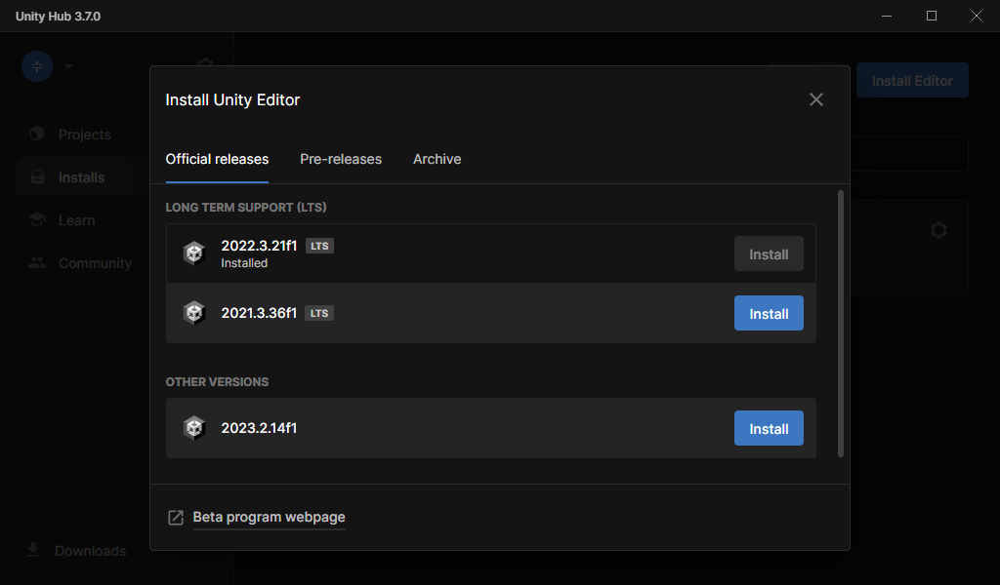 Unity Hub 3.7.0
수
Install Editor
Projects
Installs
Learn
Community
Downloads
Install Unity Editor
Official releases
Pre-releases
Archive
LONG TERM SUPPORT (LTS)
2022.3.21f1 LTS
Installed
Install
2021.3.36f1 LTS
Install
OTHER VERSIONS
2023.2.14f1
Install
Beta program webpage